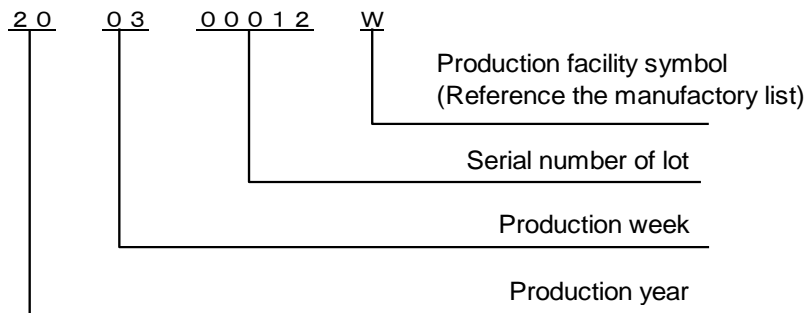 ２０ ０３ ０００１２ W
Production facility symbol
(Reference the manufactory list)
Serial number of lot
Production week
Production year